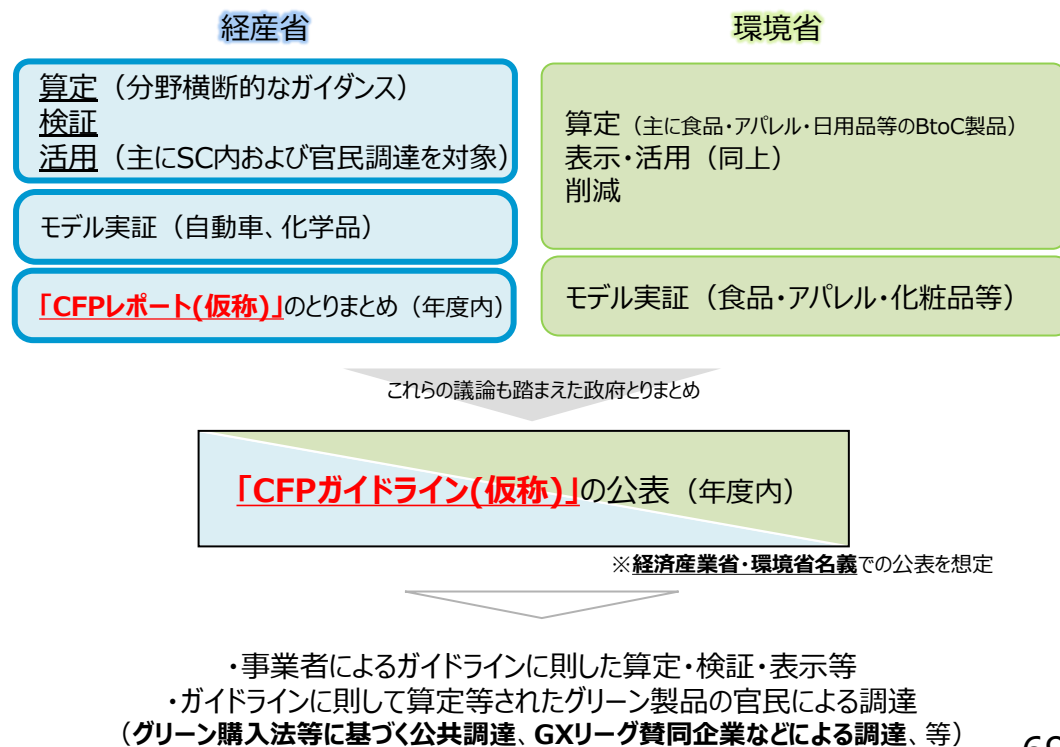 経産省
算定（分野横断的なガイダンス）
検証
活用（主にSC内および官民調達を対象）
モデル実証（自動車、化学品）
「CFPレポート(仮称)」のとりまとめ（年度内）
環境省
算定（主に食品・アパレル・日用品等のBtoC製品）
表示・活用（同上）
削減
モデル実証（食品・アパレル・化粧品等）
これらの議論も踏まえた政府とりまとめ
「CFPガイドライン(仮称)」の公表（年度内）
※経済産業省・環境省名義での公表を想定
・事業者によるガイドラインに則した算定・検証・表示等
・ガイドラインに則して算定等されたグリーン製品の官民による調達
（グリーン購入法等に基づく公共調達、GXリーグ賛同企業などによる調達、等）